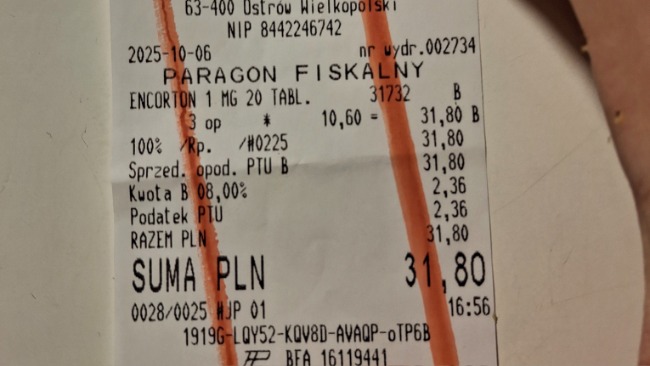 63-400 Ostrów Wielkopolski
NIP 8442246742
2025-10-06 nr wydr.002734
PARAGON FISKALNY
ENCORTON 1 MG 20 TABL. 31732 B
3 op * 10,60 = 31,80 B
100% /Rp. /#0225 31,80
Sprzed. opod. PTU B 31,80
Kwota B 08,00% 2,36
Podatek PTU 2,36
RAZEM PLN 31,80
SUMA PLN 31,80
0028/0025 WJP 01 16:56
1919G-LQY52-KQV8D-AVAQP-oTP6B
BFA 16119441